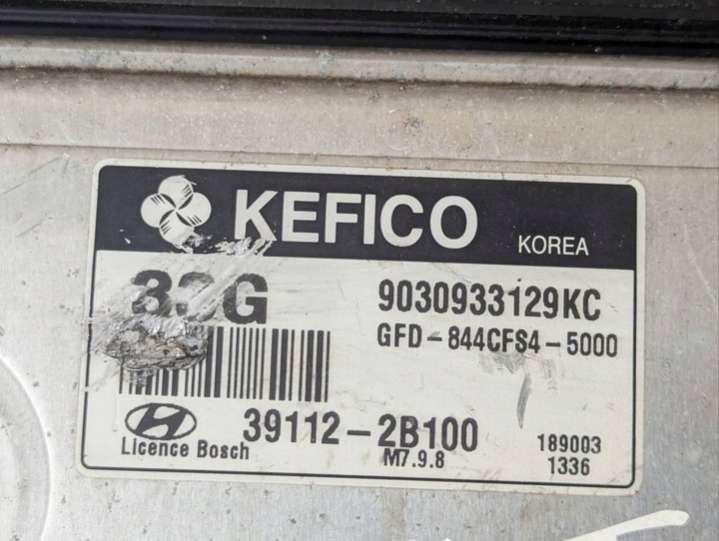 KEFICO
KOREA
9030933129KC
GFD-844CFS4-5000
39112-2B100
Licence Bosch
M7.9.8
189003
1336